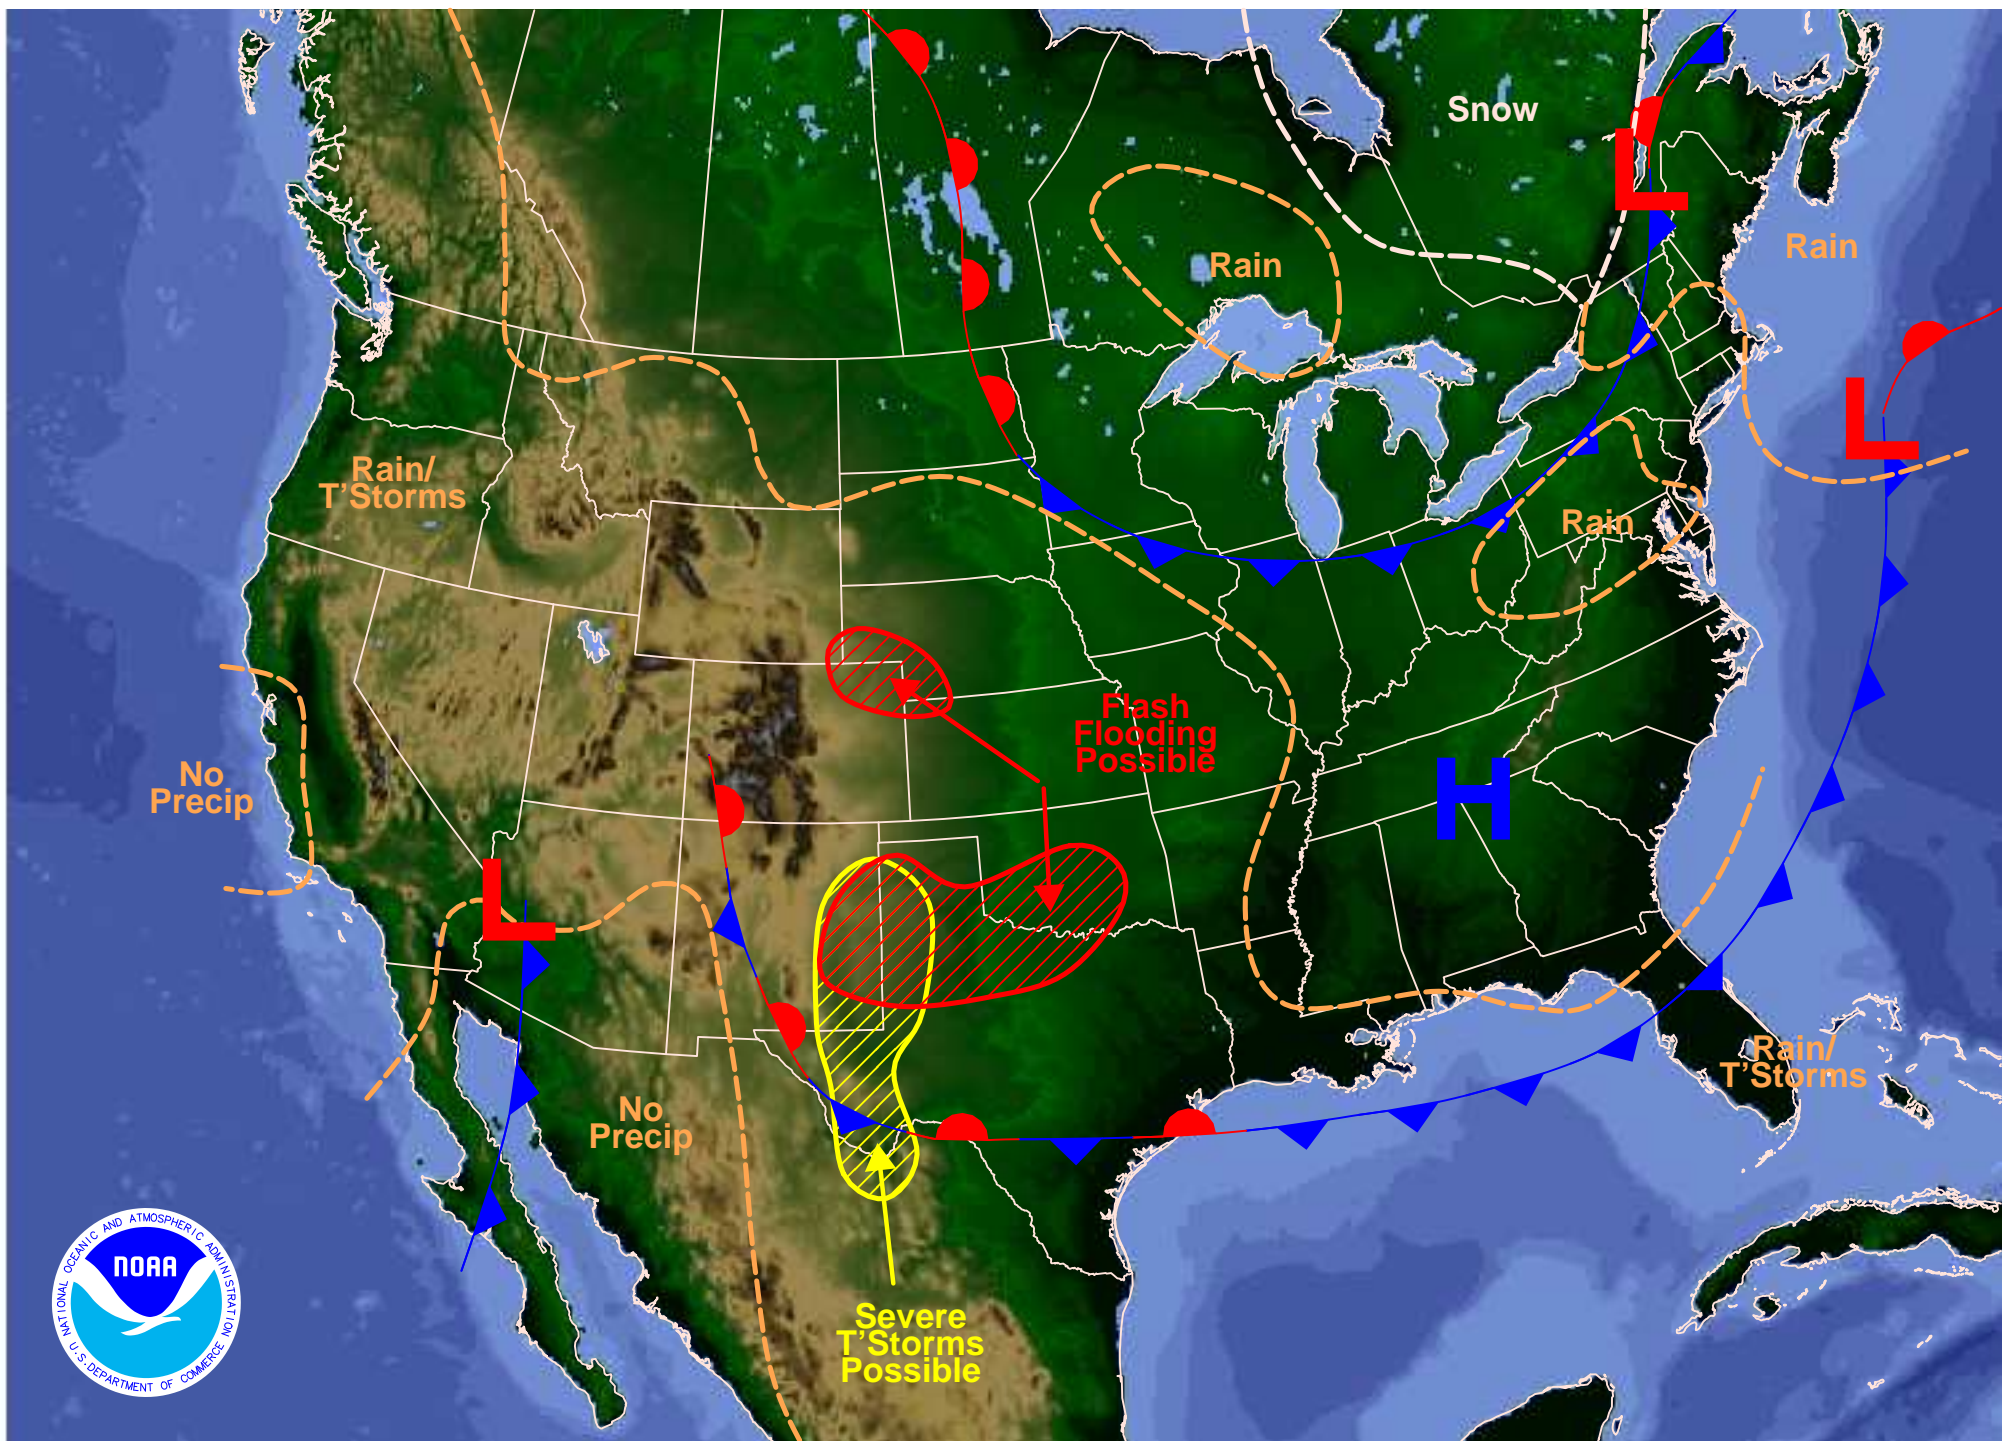 Snow
L
Rain
Rain
L
Rain/
T'Storms
Rain
Flash
Flooding
Possible
No
Precip
H
L
Rain/
T'Storms
No
Precip
Severe
T'Storms
Possible
NATIONAL OCEANIC AND ATMOSPHERIC ADMINISTRATION
NOAA
U.S. DEPARTMENT OF COMMERCE